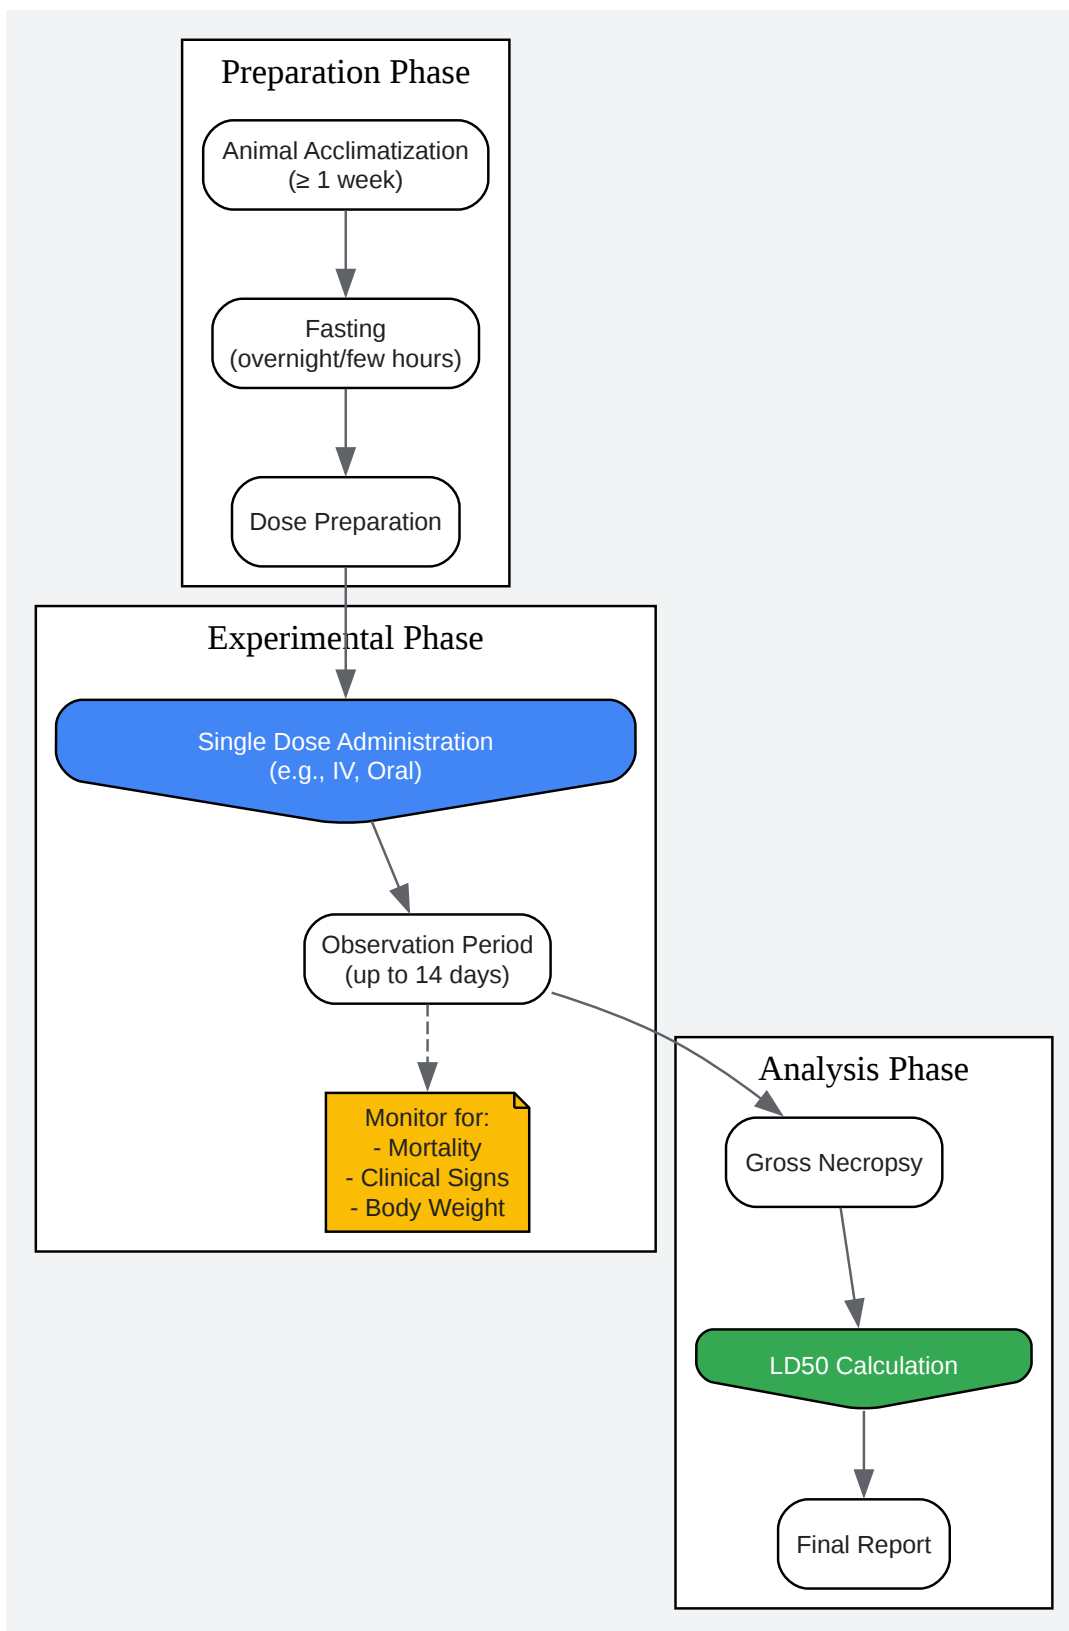 Preparation Phase
Animal Acclimatization
(≥ 1 week)
Fasting
(overnight/few hours)
Dose Preparation
Experimental Phase
Single Dose Administration
(e.g., IV, Oral)
Observation Period
(up to 14 days)
Monitor for:
- Mortality
- Clinical Signs
- Body Weight
Analysis Phase
Gross Necropsy
LD50 Calculation
Final Report